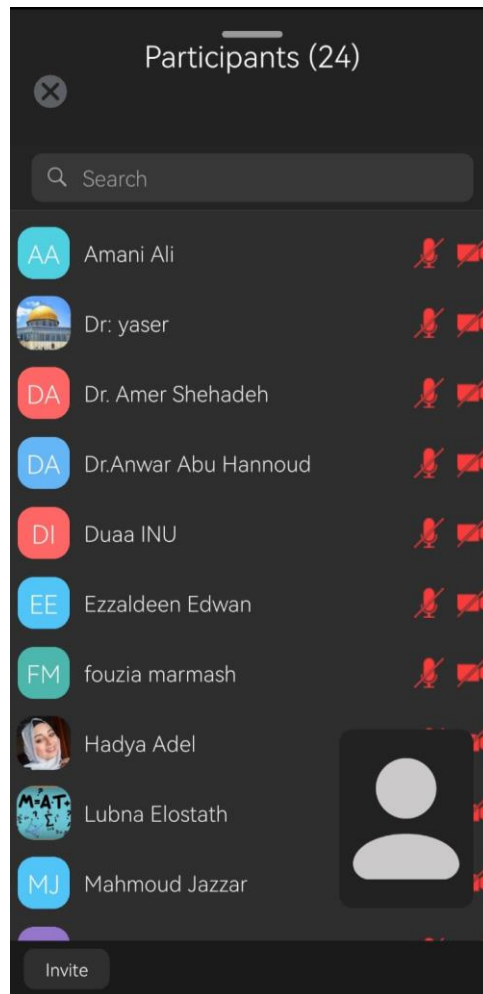 Participants (24)
Search
AA Amani Ali
Dr: yaser
DA Dr. Amer Shehadeh
DA Dr.Anwar Abu Hannoud
DI Duaa INU
EE Ezzaldeen Edwan
FM fouzia marmash
Hadya Adel
M=A+T÷
Lubna Elostath
MJ Mahmoud Jazzar
Invite